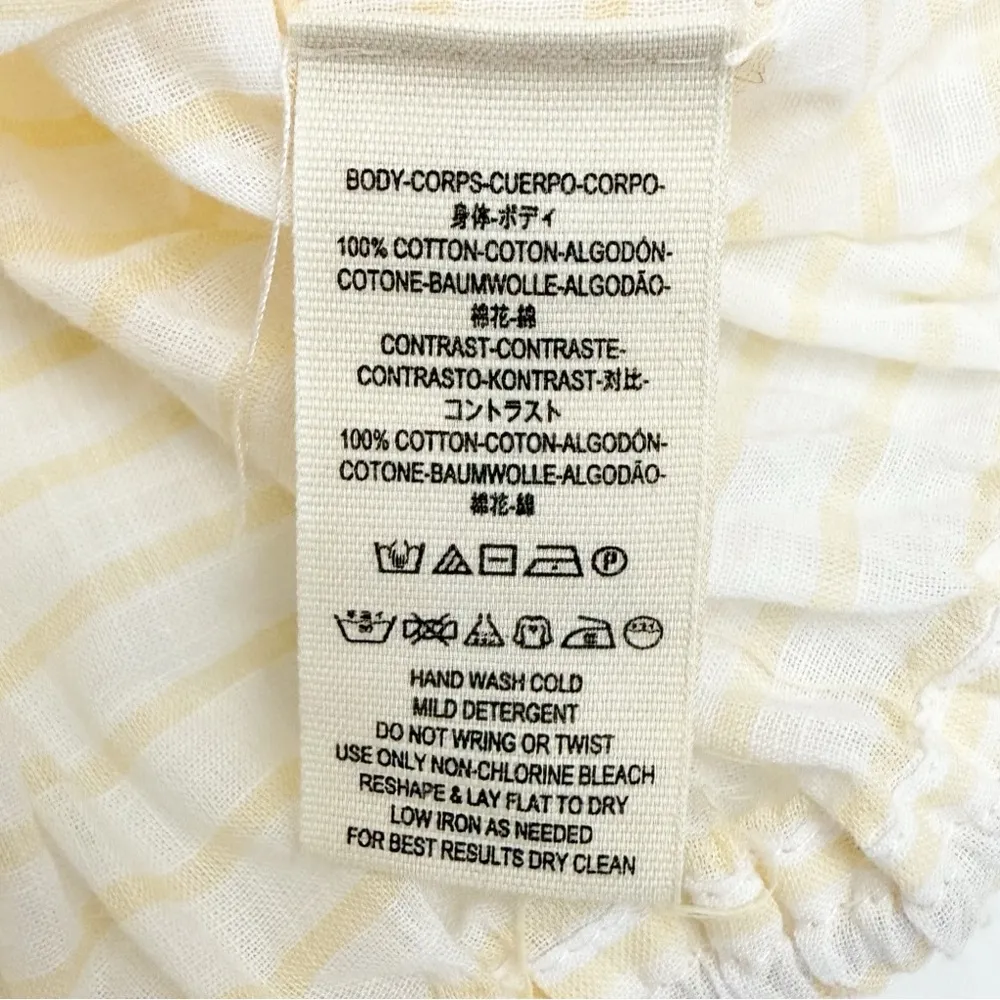 BODY-CORPS-CUERPO-CORPO-
身体-ボディ
100% COTTON-COTON-ALGODÓN-
COTONE-BAUMWOLLE-ALGODÃO-
棉花-綿
CONTRAST-CONTRASTE-
CONTRASTO-KONTRAST-对比-
コントラスト
100% COTTON-COTON-ALGODÓN-
COTONE-BAUMWOLLE-ALGODÃO-
棉花-綿
P
HAND WASH COLD
MILD DETERGENT
DO NOT WRING OR TWIST
USE ONLY NON-CHLORINE BLEACH
RESHAPE & LAY FLAT TO DRY
LOW IRON AS NEEDED
FOR BEST RESULTS DRY CLEAN